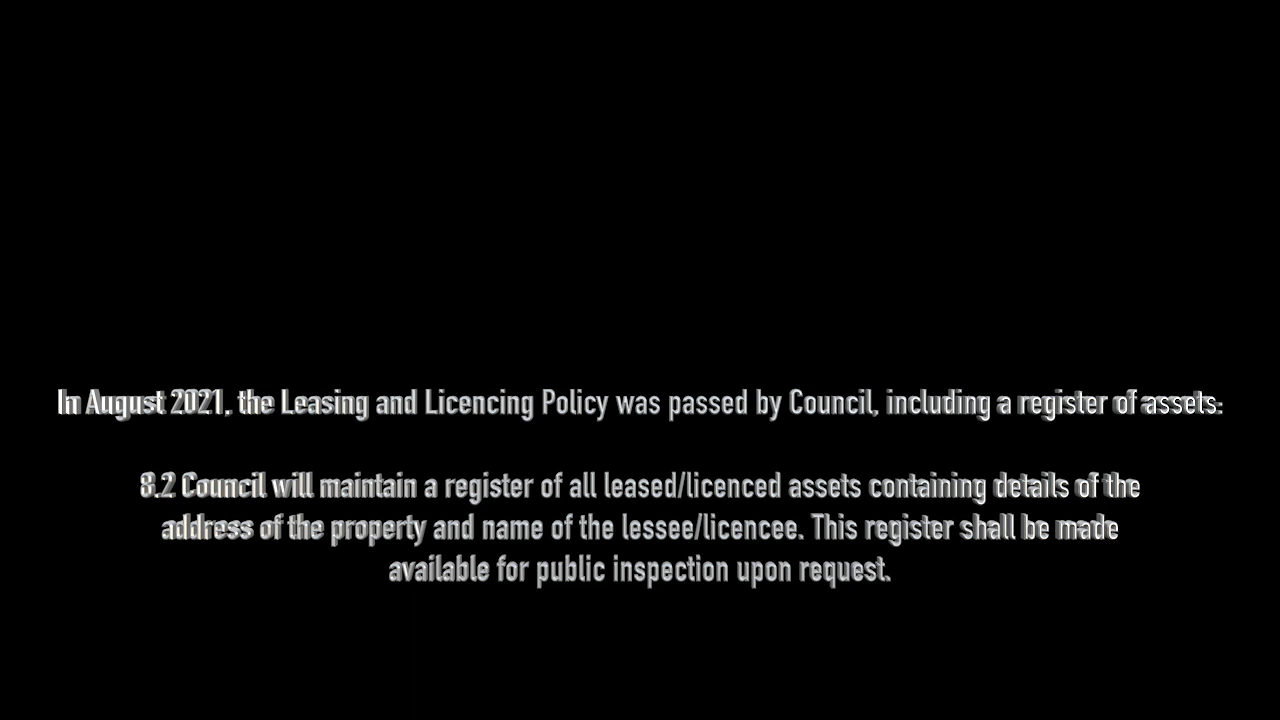 In August 2021, the Leasing and Licencing Policy was passed by Council, including a register of assets:
8.2 Council will maintain a register of all leased/licenced assets containing details of the
address of the property and name of the lessee/licencee. This register shall be made
available for public inspection upon request.